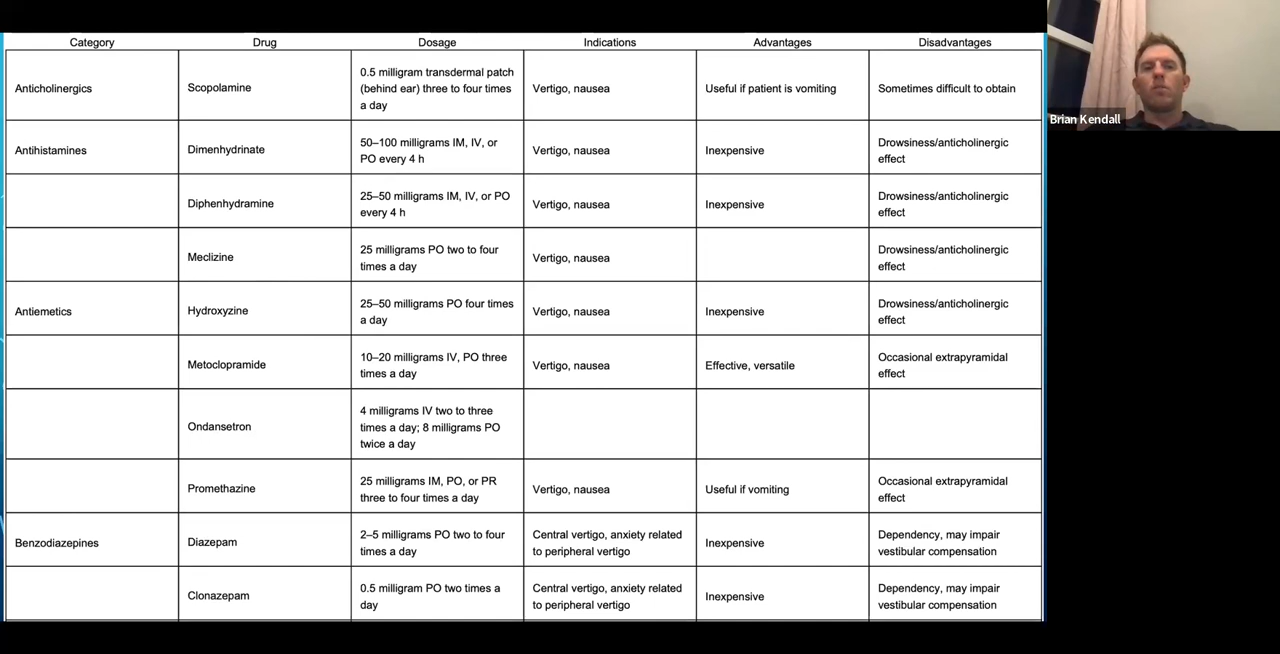 Category Drug Dosage Indications Advantages Disadvantages
Anticholinergics
Scopolamine
0.5 milligram transdermal patch
(behind ear) three to four times
a day
Vertigo, nausea
Useful if patient is vomiting
Sometimes difficult to obtain
Antihistamines
Dimenhydrinate
50–100 milligrams IM, IV, or
PO every 4 h
Vertigo, nausea
Inexpensive
Drowsiness/anticholinergic
effect
Diphenhydramine
25–50 milligrams IM, IV, or PO
every 4 h
Vertigo, nausea
Inexpensive
Drowsiness/anticholinergic
effect
Meclizine
25 milligrams PO two to four
times a day
Vertigo, nausea
Drowsiness/anticholinergic
effect
Antiemetics
Hydroxyzine
25–50 milligrams PO four times
a day
Vertigo, nausea
Inexpensive
Drowsiness/anticholinergic
effect
Metoclopramide
10–20 milligrams IV, PO three
times a day
Vertigo, nausea
Effective, versatile
Occasional extrapyramidal
effect
Ondansetron
4 milligrams IV two to three
times a day; 8 milligrams PO
twice a day
Promethazine
25 milligrams IM, PO, or PR
three to four times a day
Vertigo, nausea
Useful if vomiting
Occasional extrapyramidal
effect
Benzodiazepines
Diazepam
2–5 milligrams PO two to four
times a day
Central vertigo, anxiety related
to peripheral vertigo
Inexpensive
Dependency, may impair
vestibular compensation
Clonazepam
0.5 milligram PO two times a
day
Central vertigo, anxiety related
to peripheral vertigo
Inexpensive
Dependency, may impair
vestibular compensation
Brian Kendall